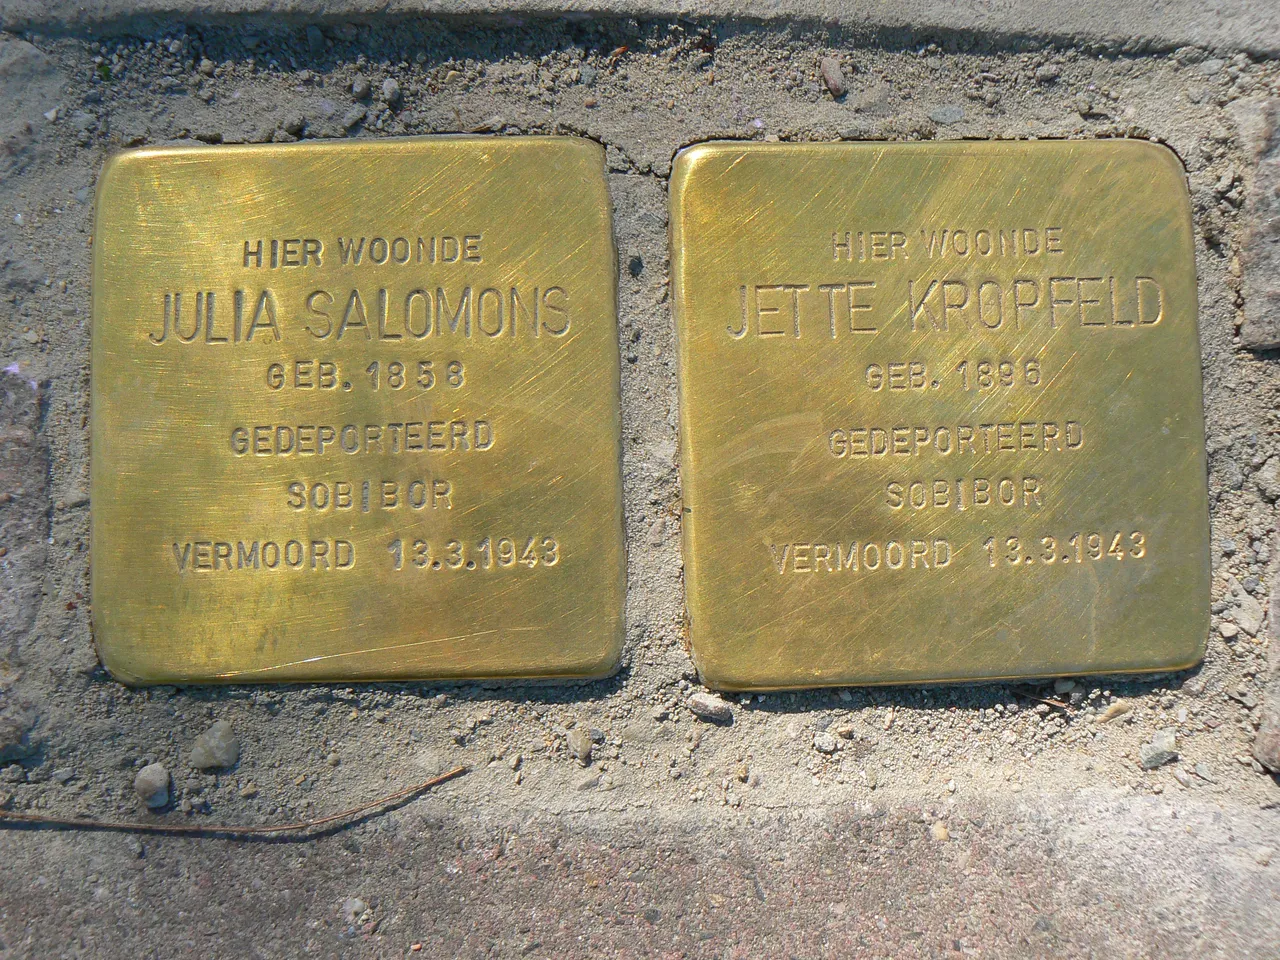 HIER WOONDE
JULIA SALOMONS
GEB. 1858
GEDEPORTEERD
SOBIBOR
VERMOORD 13.3.1943
HIER WOONDE
JETTE KROPFELD
GEB. 1896
GEDEPORTEERD
SOBIBOR
VERMOORD 13.3.1943